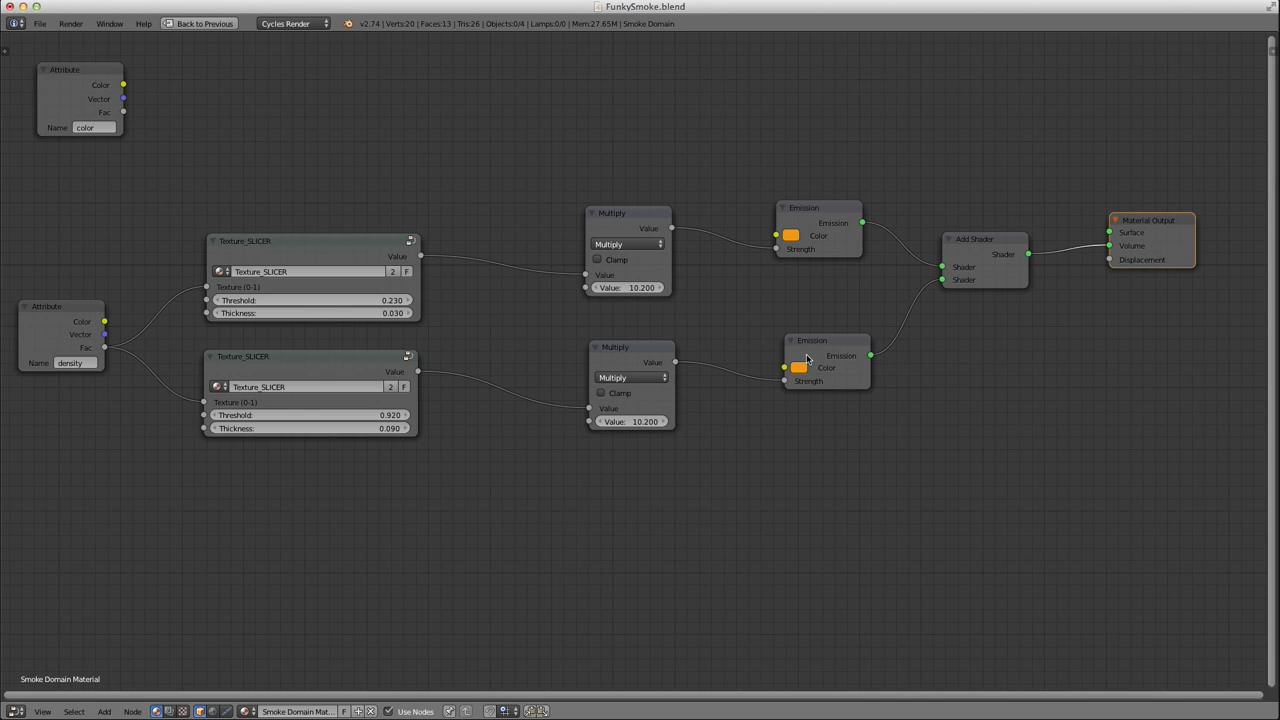 FunkySmoke.blend
File Render Window Help Back to Previous Cycles Render v2.74 | Verts:20 | Faces:13 | Tris:26 | Objects:0/4 | Lamps:0/0 | Mem:27.65M | Smoke Domain
Attribute
Color
Vector
Fac
Name color
Texture_SLICER
Value
Texture_SLICER 2 F
Texture (0-1)
Threshold: 0.230
Thickness: 0.030
Attribute
Color
Vector
Fac
Name density
Texture_SLICER
Value
Texture_SLICER 2 F
Texture (0-1)
Threshold: 0.920
Thickness: 0.090
Multiply
Value
Multiply
Clamp
Value
Value: 10.200
Multiply
Value
Multiply
Clamp
Value
Value: 10.200
Emission
Emission
Color
Strength
Emission
Emission
Color
Strength
Add Shader
Shader
Shader
Shader
Material Output
Surface
Volume
Displacement
Smoke Domain Material
View Select Add Node Smoke Domain Mat... F Use Nodes